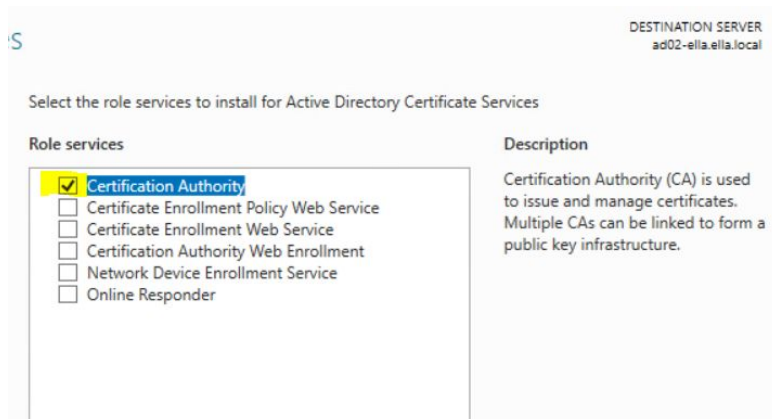 DESTINATION SERVER
ad02-ella.ella.local
es
Select the role services to install for Active Directory Certificate Services
Role services
Certification Authority
Certificate Enrollment Policy Web Service
Certificate Enrollment Web Service
Certification Authority Web Enrollment
Network Device Enrollment Service
Online Responder
Description
Certification Authority (CA) is used
to issue and manage certificates.
Multiple CAs can be linked to form a
public key infrastructure.